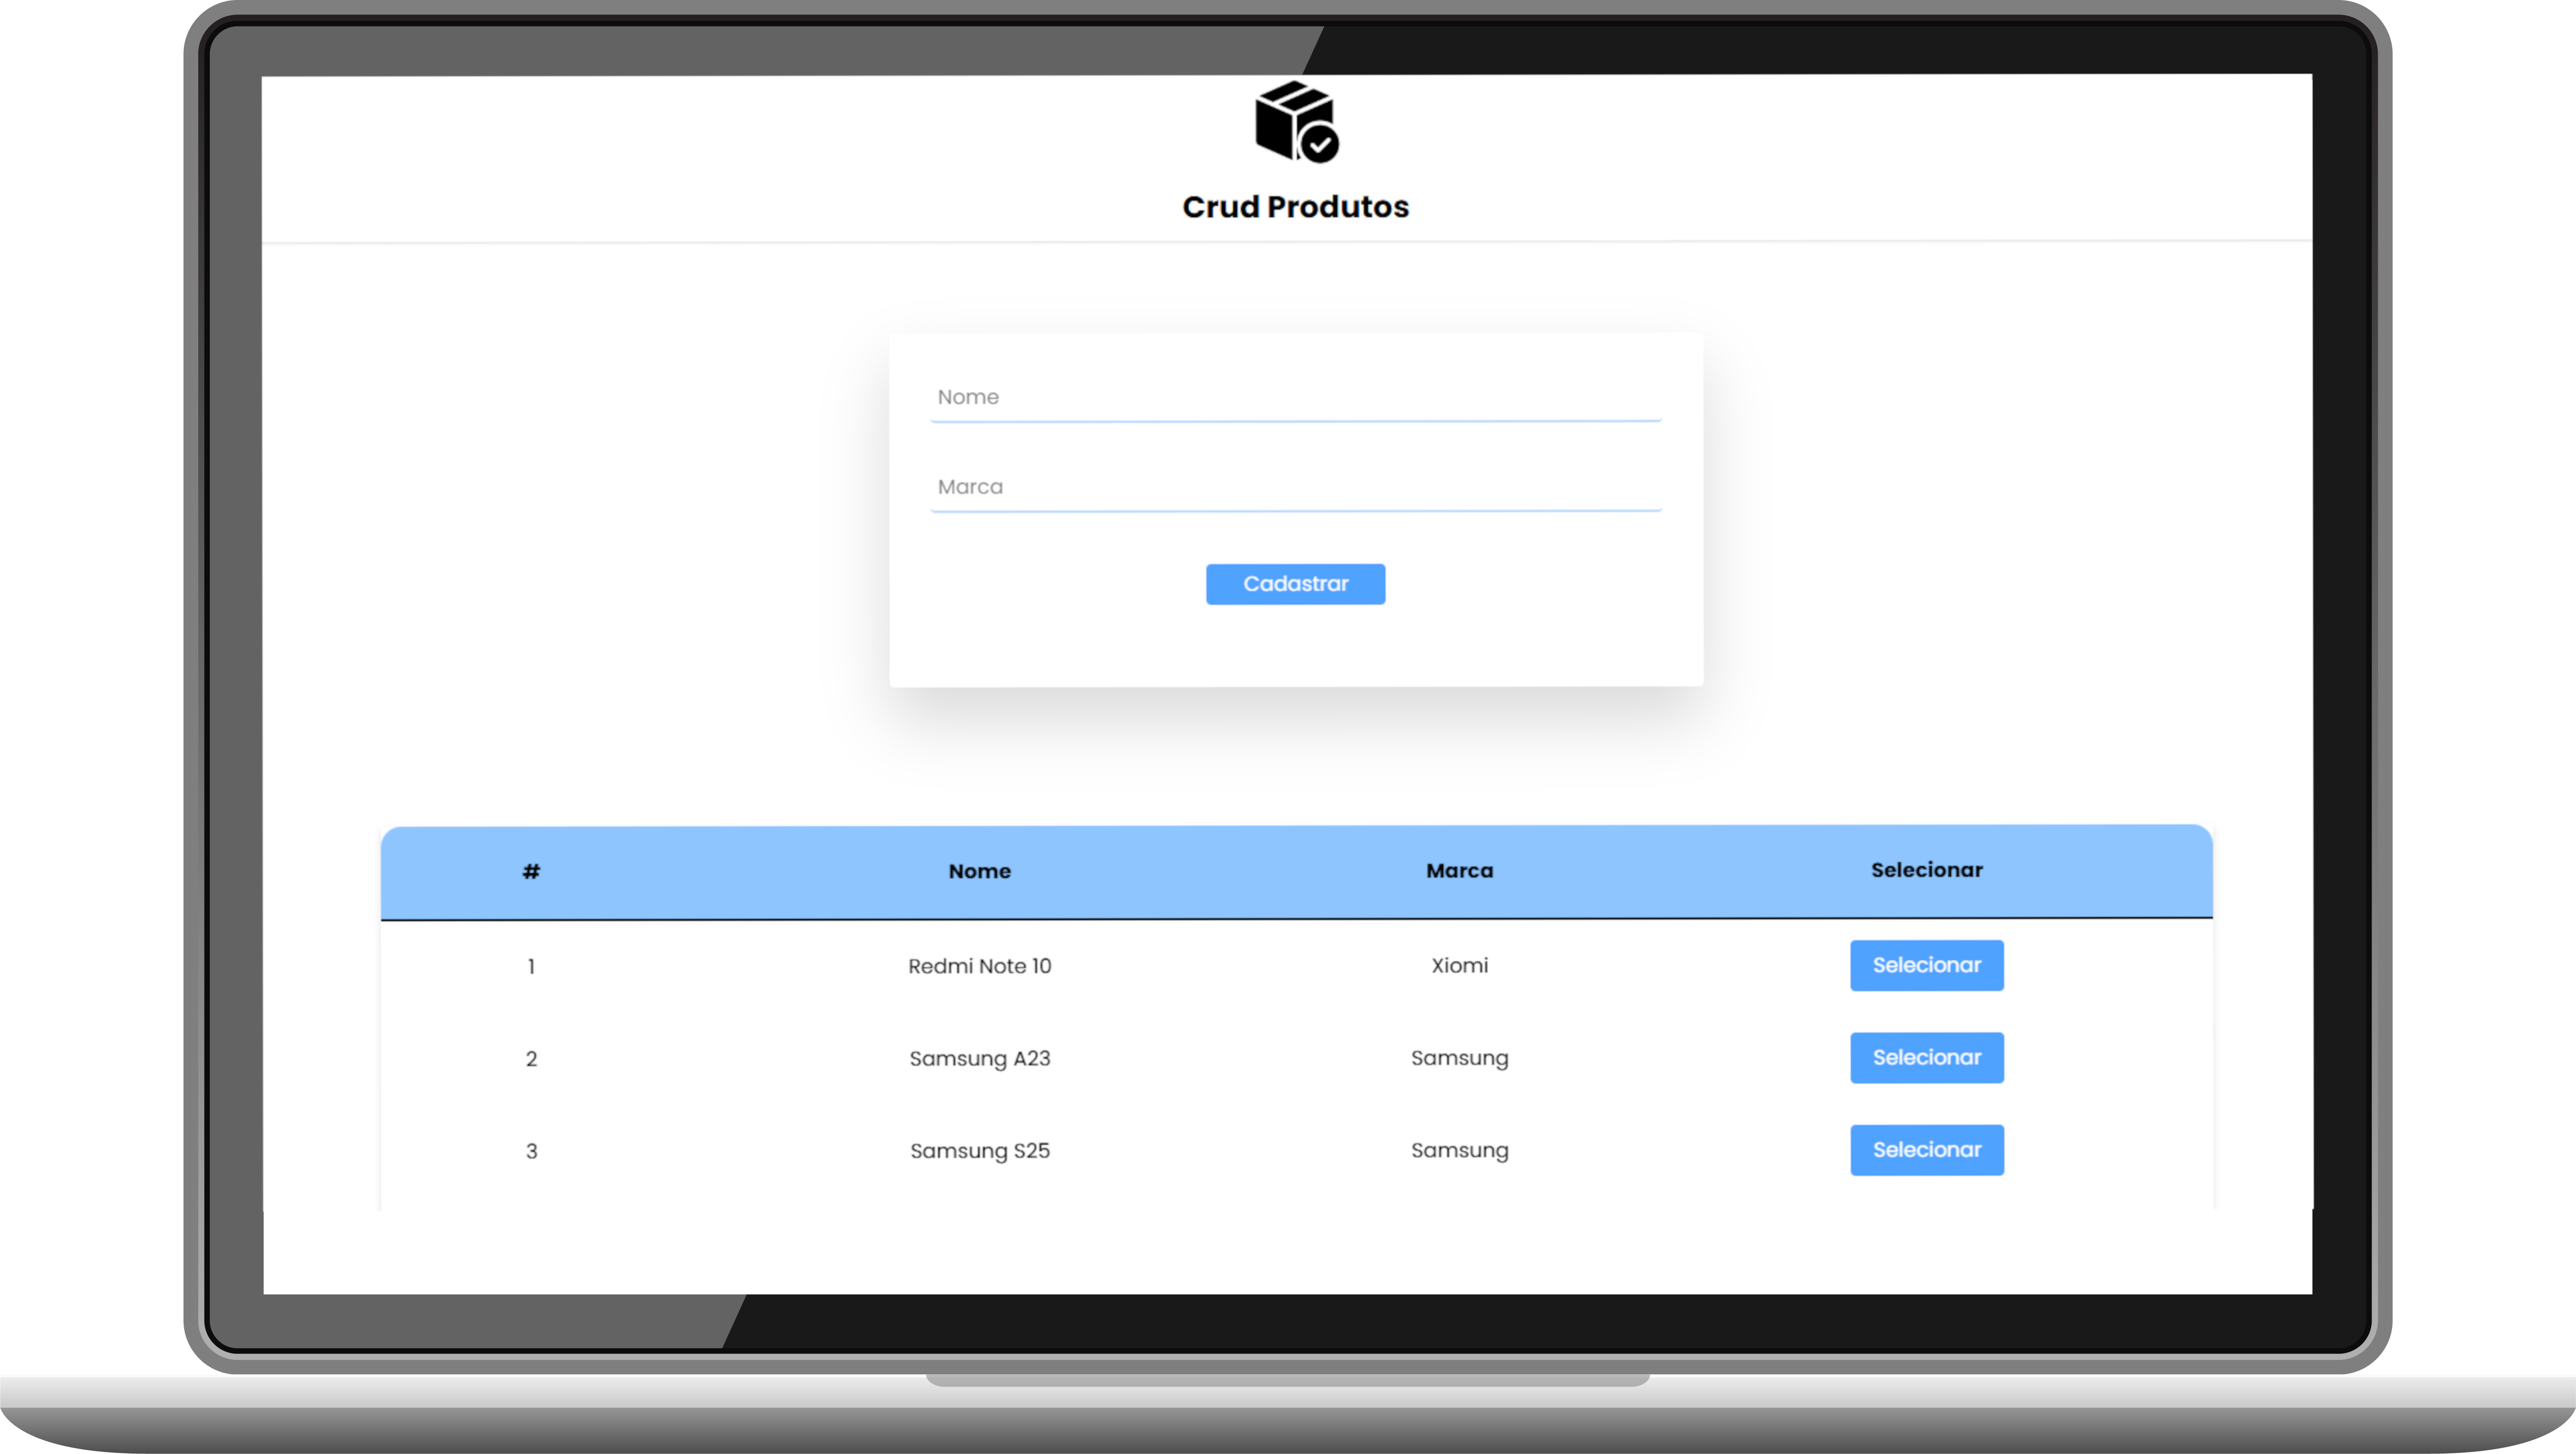 Crud Produtos
Nome
Marca
Cadastrar
# Nome Marca Selecionar
1 Redmi Note 10 Xiomi Selecionar
2 Samsung A23 Samsung Selecionar
3 Samsung S25 Samsung Selecionar